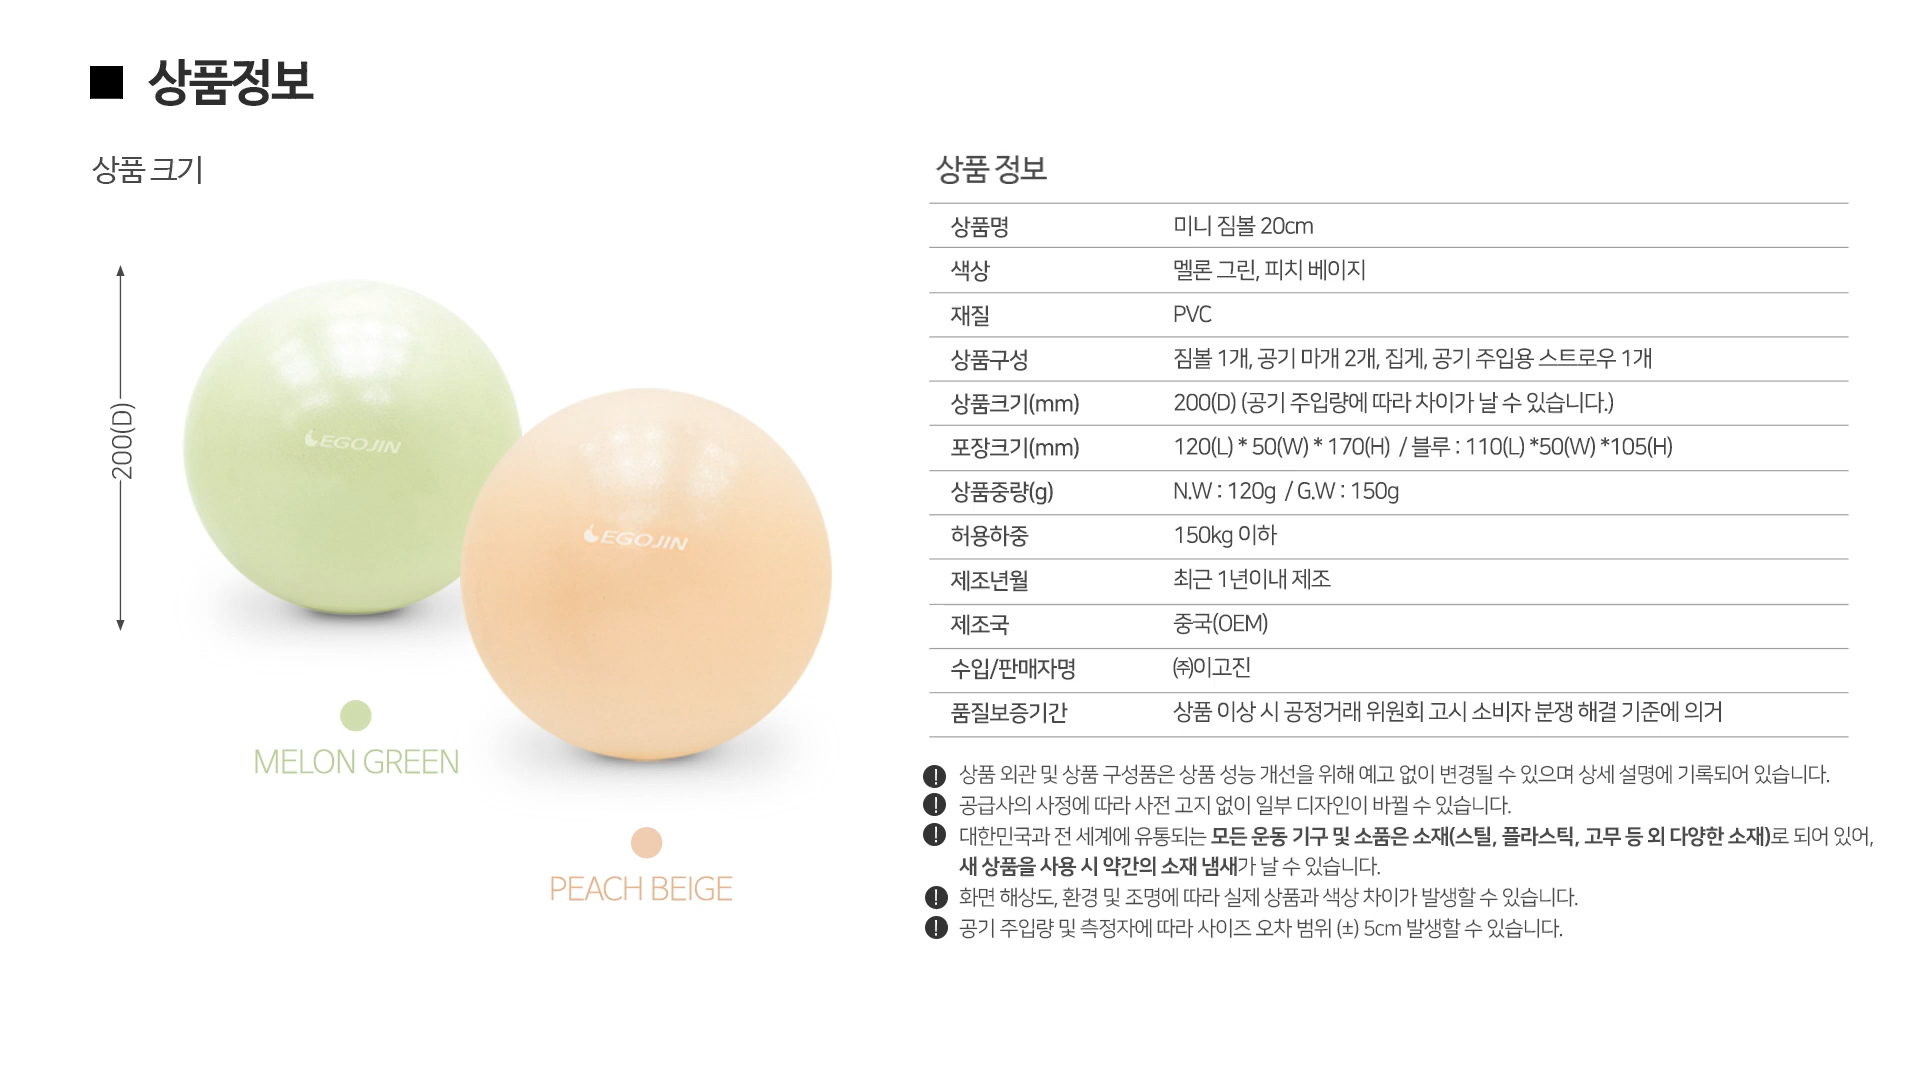 ■ 상품정보
상품 크기
200(D)
EGOJIN
EGOJIN
MELON GREEN
PEACH BEIGE
상품 정보
상품명 미니 짐볼 20cm
색상 멜론 그린, 피치 베이지
재질 PVC
상품구성 짐볼 1개, 공기 마개 2개, 집게, 공기 주입용 스트로우 1개
상품크기(mm) 200(D) (공기 주입량에 따라 차이가 날 수 있습니다.)
포장크기(mm) 120(L) * 50(W) * 170(H) / 블루 : 110(L) *50(W) *105(H)
상품중량(g) N.W : 120g / G.W : 150g
허용하중 150kg 이하
제조년월 최근 1년이내 제조
제조국 중국(OEM)
수입/판매자명 ㈜이고진
품질보증기간 상품 이상 시 공정거래 위원회 고시 소비자 분쟁 해결 기준에 의거
! 상품 외관 및 상품 구성품은 상품 성능 개선을 위해 예고 없이 변경될 수 있으며 상세 설명에 기록되어 있습니다.
! 공급사의 사정에 따라 사전 고지 없이 일부 디자인이 바뀔 수 있습니다.
! 대한민국과 전 세계에 유통되는 모든 운동 기구 및 소품은 소재(스틸, 플라스틱, 고무 등 외 다양한 소재)로 되어 있어,
새 상품을 사용 시 약간의 소재 냄새가 날 수 있습니다.
! 화면 해상도, 환경 및 조명에 따라 실제 상품과 색상 차이가 발생할 수 있습니다.
! 공기 주입량 및 측정자에 따라 사이즈 오차 범위 (±) 5cm 발생할 수 있습니다.